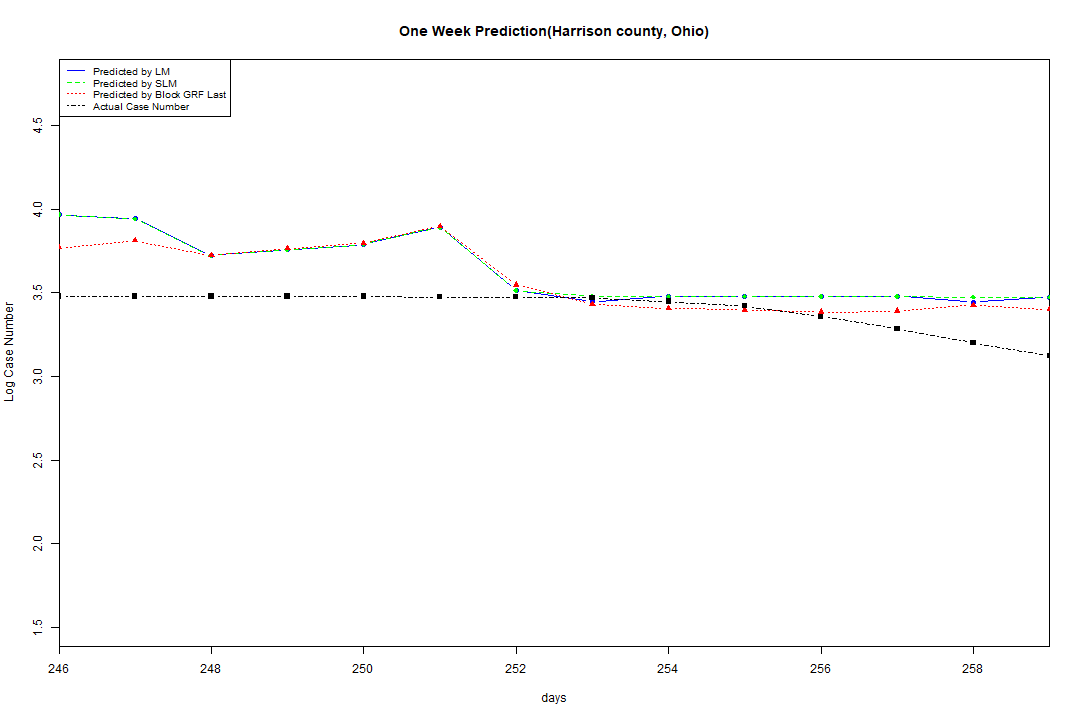 One Week Prediction(Harrison county, Ohio)
Predicted by LM
Predicted by SLM
Predicted by Block GRF Last
Actual Case Number
4.5
4.0
3.5
3.0
2.5
2.0
1.5
Log Case Number
246 248 250 252 254 256 258
days